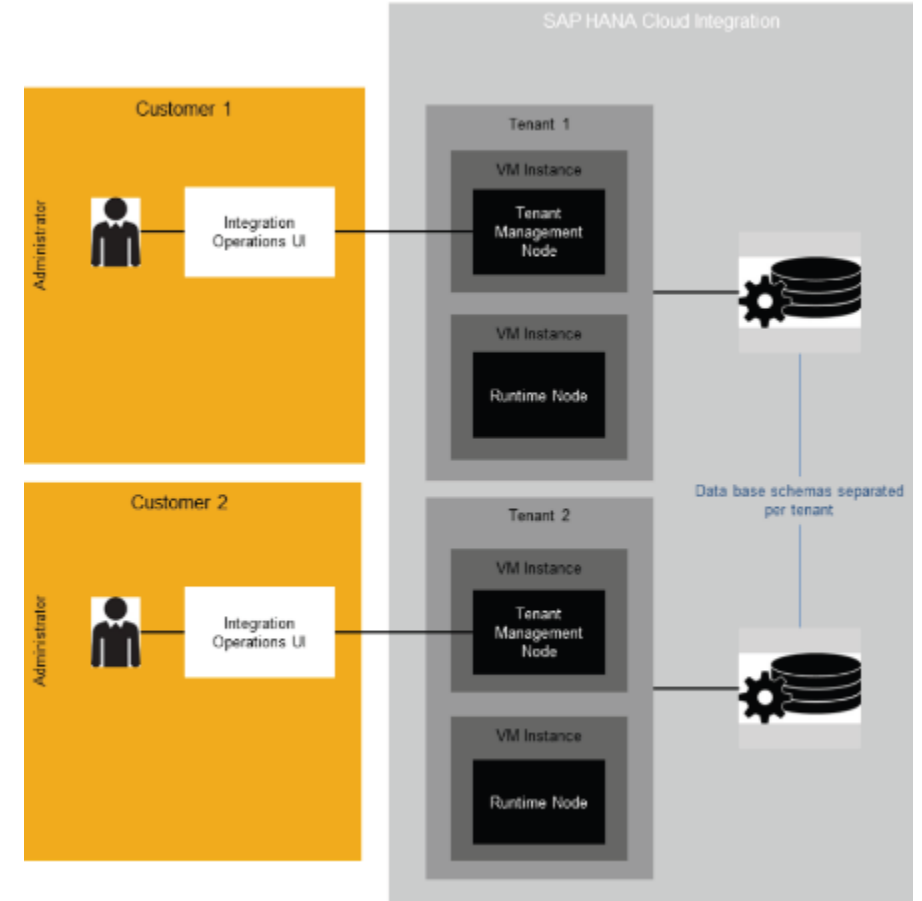 SAP HANA Cloud Integration
Customer 1
Administrator
Integration
Operations UI
Tenant 1
VM Instance
Tenant
Management
Node
VM Instance
Runtime Node
Data base schemas separated
per tenant
Customer 2
Administrator
Integration
Operations UI
Tenant 2
VM Instance
Tenant
Management
Node
VM Instance
Runtime Node